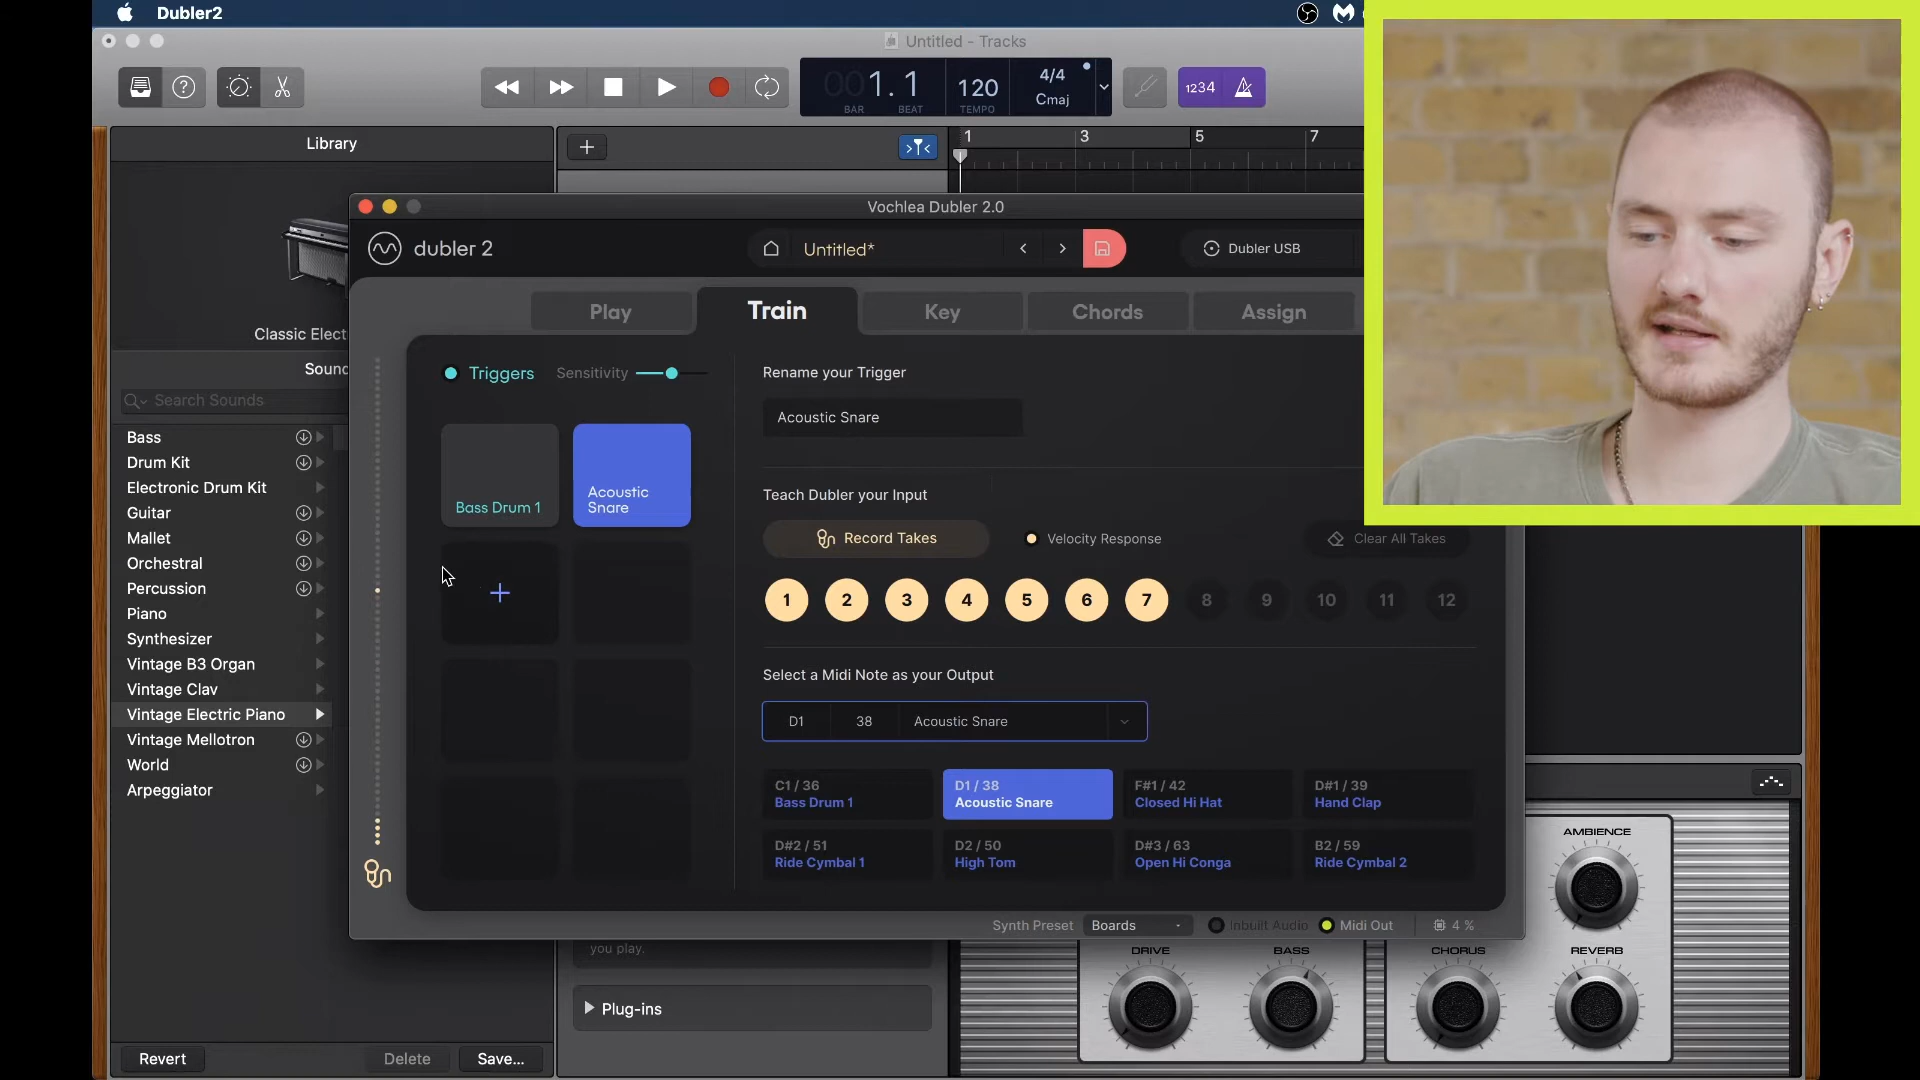 Dubler2
Untitled - Tracks
001.1
BAR
BEAT
120
TEMPO
4/4
Cmaj
1234
Library
1
3
5
7
Classic Elect
Sound
Search Sounds
Bass
Drum Kit
Electronic Drum Kit
Guitar
Mallet
Orchestral
Percussion
Piano
Synthesizer
Vintage B3 Organ
Vintage Clav
Vintage Electric Piano
Vintage Mellotron
World
Arpeggiator
Revert
Delete
Save...
Vochlea Dubler 2.0
dubler 2
Untitled*
Dubler USB
Play
Train
Key
Chords
Assign
Triggers
Sensitivity
Bass Drum 1
Acoustic
Snare
Rename your Trigger
Acoustic Snare
Teach Dubler your Input
Record Takes
Velocity Response
Clear All Takes
1 2 3 4 5 6 7 8 9 10 11 12
Select a Midi Note as your Output
D1 38 Acoustic Snare
C1 / 36
Bass Drum 1
D1 / 38
Acoustic Snare
F#1 / 42
Closed Hi Hat
D#1 / 39
Hand Clap
D#2 / 51
Ride Cymbal 1
D2 / 50
High Tom
D#3 / 63
Open Hi Conga
B2 / 59
Ride Cymbal 2
Synth Preset
Boards
Inbuilt Audio
Midi Out
4 %
you play.
Plug-ins
AMBIENCE
DRIVE
BASS
CHORUS
REVERB